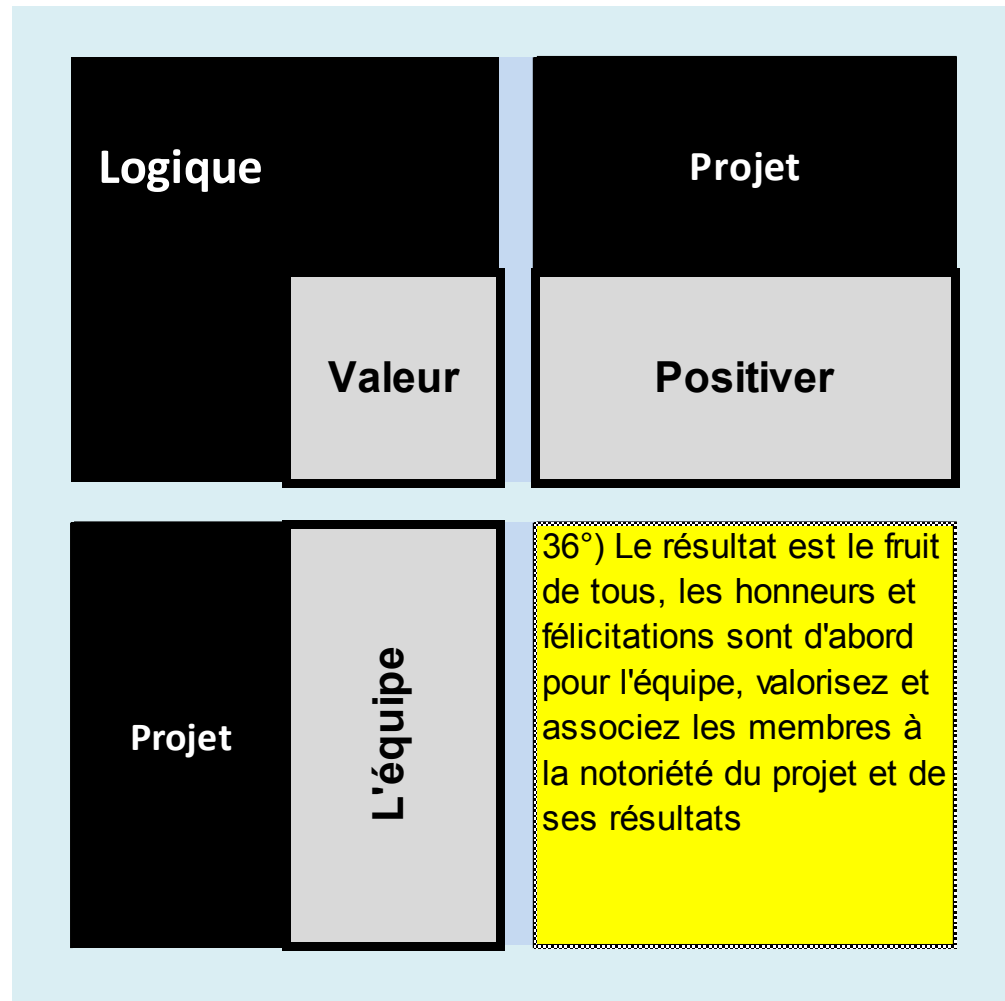 Logique
Projet
Valeur
Positiver
Projet
L'équipe
36°) Le résultat est le fruit
de tous, les honneurs et
félicitations sont d'abord
pour l'équipe, valorisez et
associez les membres à
la notoriété du projet et de
ses résultats